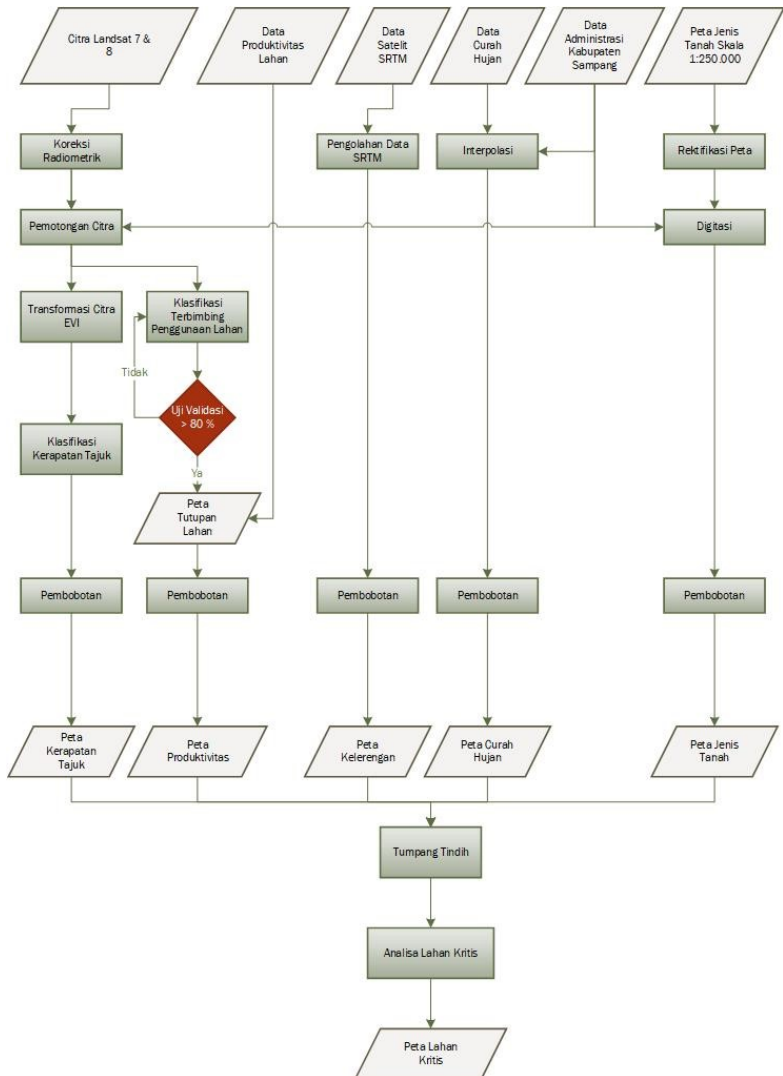 Citra Landsat 7 &
8
Data
Produktivitas
Lahan
Data
Satelit
SRTM
Data
Curah
Hujan
Data
Administrasi
Kabupaten
Sampang
Peta Jenis
Tanah Skala
1:250.000
Koreksi
Radiometrik
Pengolahan Data
SRTM
Interpolasi
Rektifikasi Peta
Pemotongan Citra
Digitasi
Transformasi Citra
EVI
Klasifikasi
Terbimbing
Penggunaan Lahan
Tidak
Uji Validasi
> 80 %
Klasifikasi
Kerapatan Tajuk
Ya
Peta
Tutupan
Lahan
Pembobotan
Pembobotan
Pembobotan
Pembobotan
Pembobotan
Peta
Kerapatan
Tajuk
Peta
Produktivitas
Peta
Kelerengan
Peta Curah
Hujan
Peta Jenis
Tanah
Tumpang Tindih
Analisa Lahan Kritis
Peta Lahan
Kritis